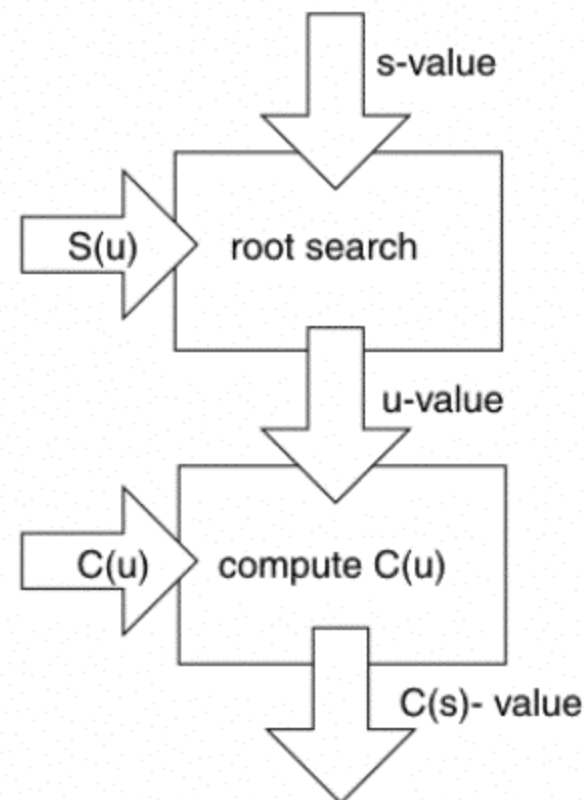 s-value
S(u)
root search
u-value
C(u)
compute C(u)
C(s)- value